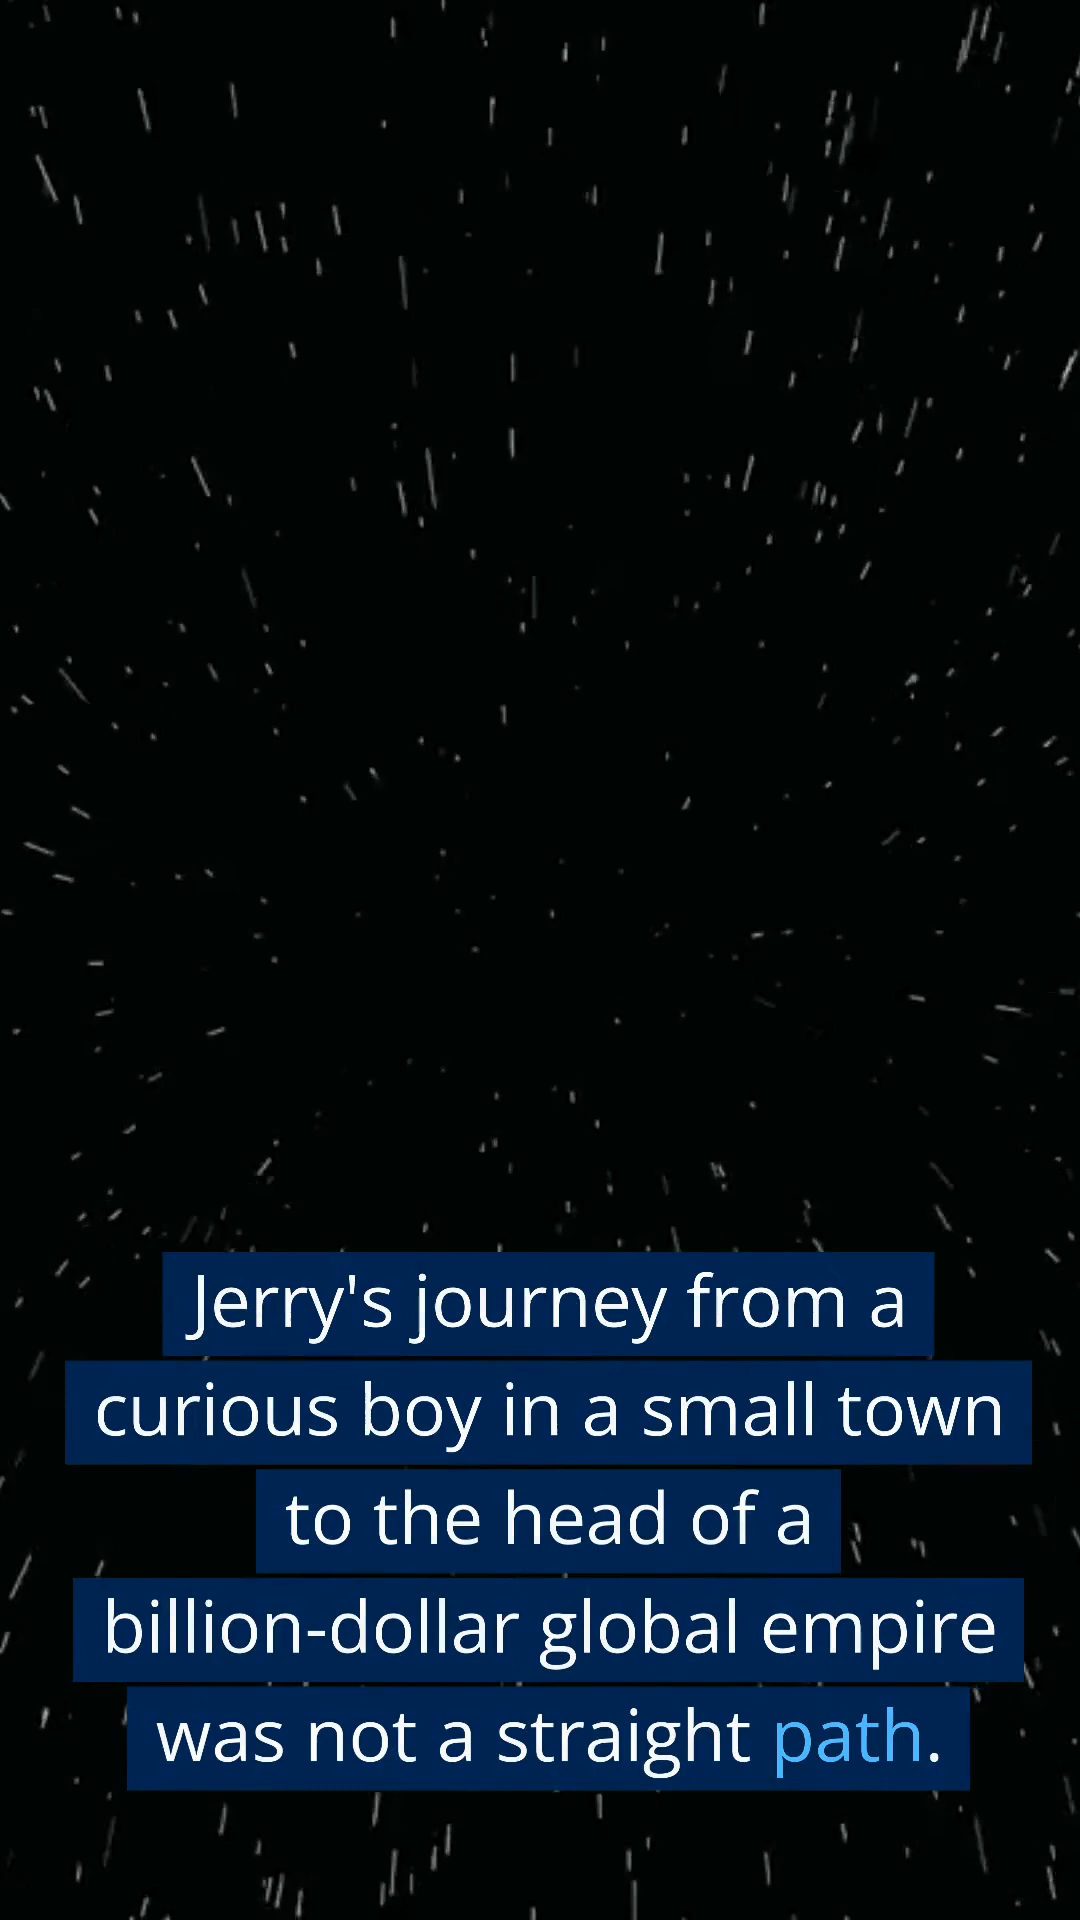 Jerry's journey from a
curious boy in a small town
to the head of a
billion-dollar global empire
was not a straight path.